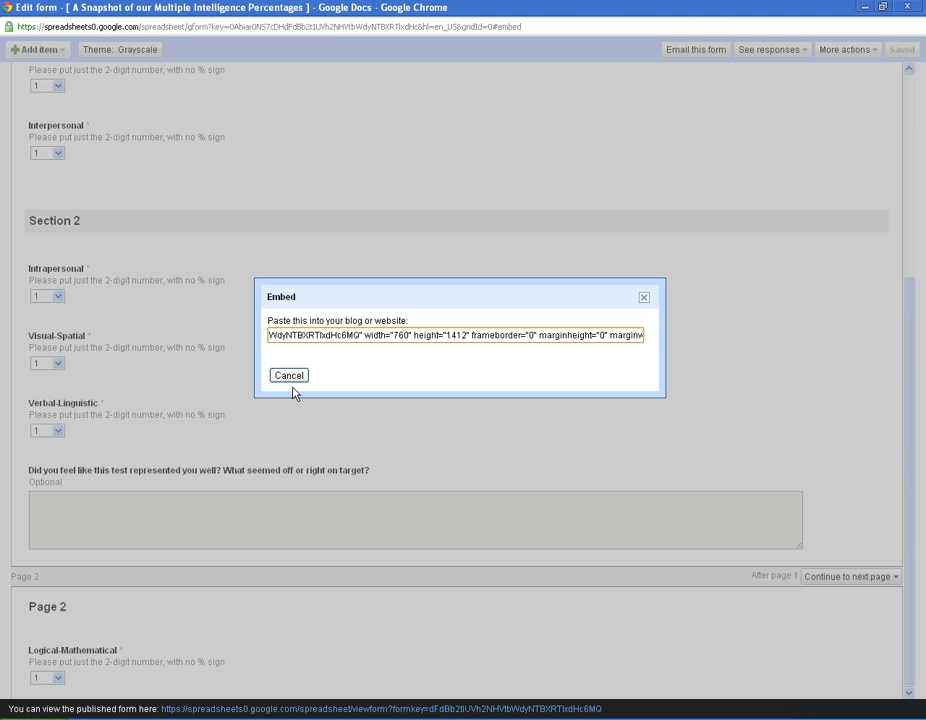 Edit form - [ A Snapshot of our Multiple Intelligence Percentages ] - Google Docs - Google Chrome
https://spreadsheets0.google.com/spreadsheet/gform?key=0Ahiar0NS7cDHdFdBb2tIUVh2NHVtbWdyNTBXRTlxdHc&hl=en_US&gridId=0#embed
Add item
Theme: Grayscale
Email this form
See responses
More actions
Saved
Please put just the 2-digit number, with no % sign
1
Interpersonal *
Please put just the 2-digit number, with no % sign
1
Section 2
Intrapersonal *
Please put just the 2-digit number, with no % sign
1
Embed
Paste this into your blog or website:
WdyNTBXRTlxdHc6MQ" width="760" height="1412" frameborder="0" marginheight="0" marginw
Cancel
Visual-Spatial *
Please put just the 2-digit number, with no % sign
1
Verbal-Linguistic *
Please put just the 2-digit number, with no % sign
1
Did you feel like this test represented you well? What seemed off or right on target?
Optional
Page 2
After page 1
Continue to next page
Page 2
Logical-Mathematical *
Please put just the 2-digit number, with no % sign
1
You can view the published form here: https://spreadsheets0.google.com/spreadsheet/viewform?formkey=dFdBb2tIUVh2NHVtbWdyNTBXRTlxdHc6MQ